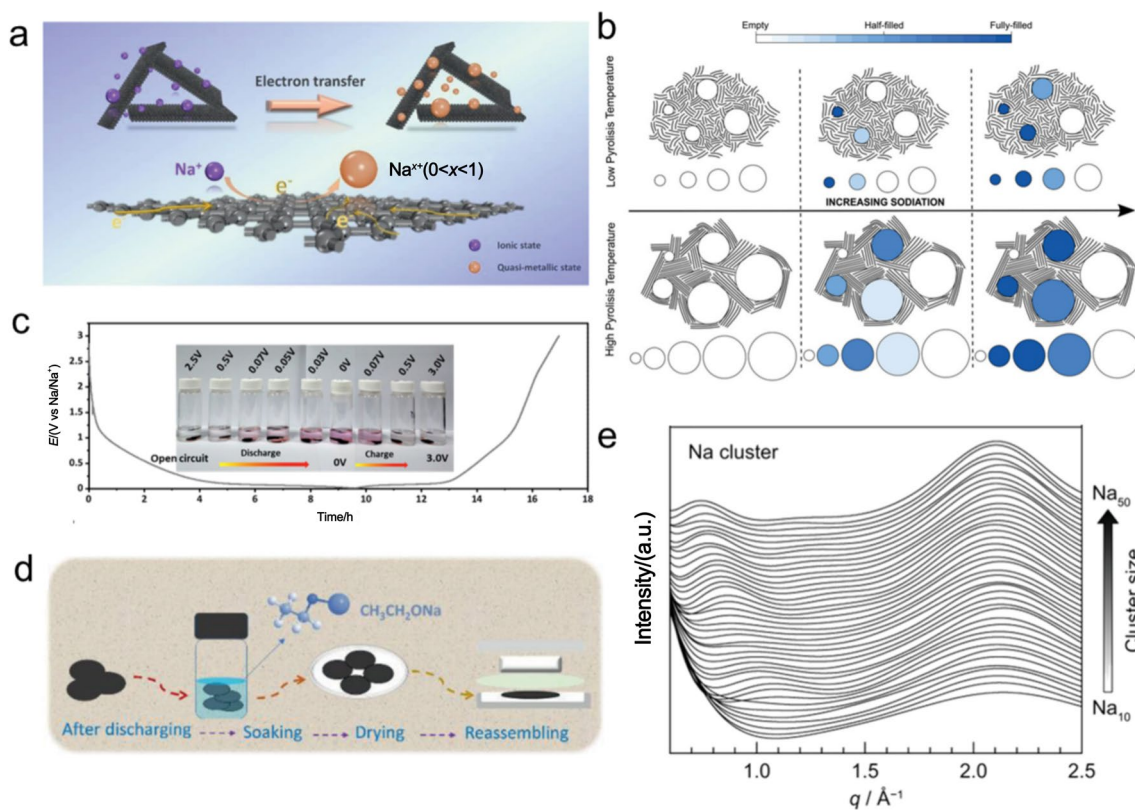 a
Electron transfer
Na⁺
e⁻
Naˣ⁺(0<x<1)
e
e
Ionic state
Quasi-metallic state
b
Empty
Half-filled
Fully-filled
Low Pyrolisis Temperature
INCREASING SODIATION
High Pyrolisis Temperature
c
E/(V vs Na/Na⁺)
3
2.5
2
1.5
1
0.5
0
2.5V
0.5V
0.07V
0.05V
0.03V
0V
0.07V
0.5V
3.0V
Open circuit
Discharge
0V
Charge
3.0V
0 2 4 6 8 10 12 14 16 18
Time/h
d
CH₃CH₂ONa
After discharging
Soaking
Drying
Reassembling
e
Na cluster
Intensity/(a.u.)
Na₅₀
Cluster size
Na₁₀
1.0 1.5 2.0 2.5
q / Å⁻¹